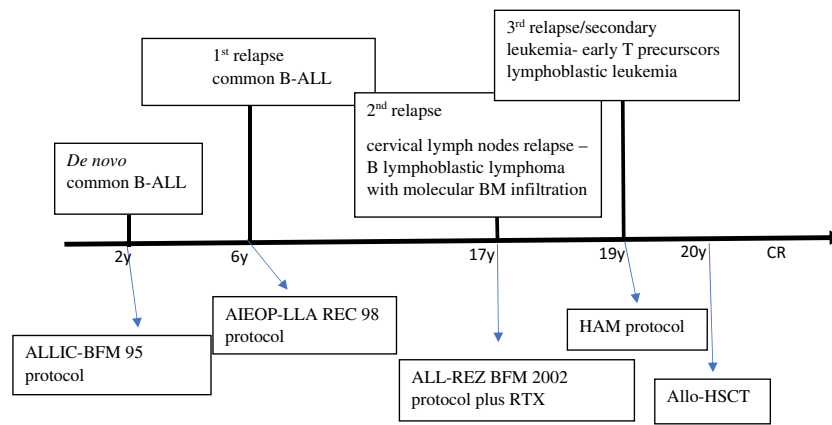 De novo
common B-ALL
1st relapse
common B-ALL
2nd relapse
cervical lymph nodes relapse –
B lymphoblastic lymphoma
with molecular BM infiltration
3rd relapse/secondary
leukemia- early T precurscors
lymphoblastic leukemia
2y
6y
17y
19y
20y
CR
ALLIC-BFM 95
protocol
AIEOP-LLA REC 98
protocol
ALL-REZ BFM 2002
protocol plus RTX
HAM protocol
Allo-HSCT